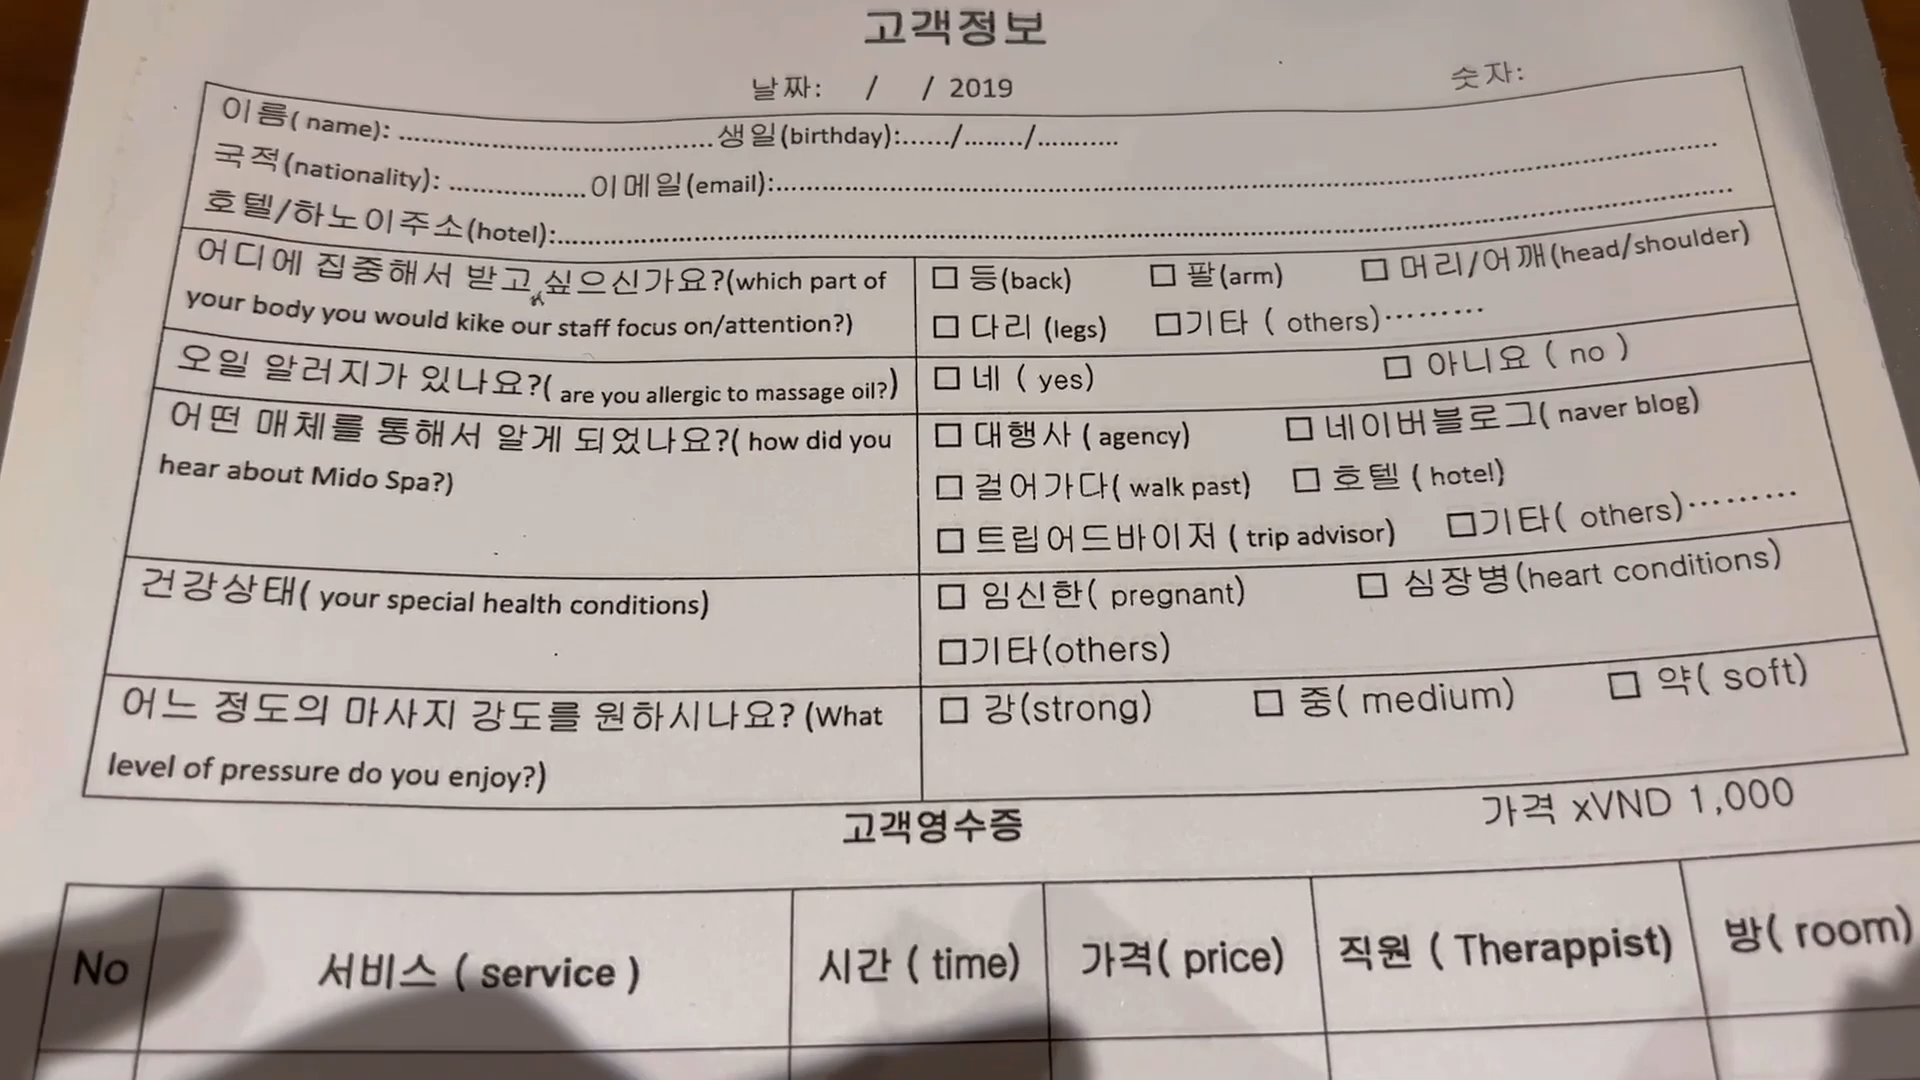 고객정보
날짜: / / 2019 숫자:
이름( name): .......................................생일(birthday):....../......../...........
국적(nationality): ..................이메일(email):................................................................
호텔/하노이주소(hotel):................................................................
어디에 집중해서 받고 싶으신가요?(which part of
your body you would kike our staff focus on/attention?)
□ 등(back) □ 팔(arm) □ 머리/어깨(head/shoulder)
□ 다리 (legs) □기타 ( others)·········
오일 알러지가 있나요?( are you allergic to massage oil?)
□ 네 ( yes) □ 아니요 ( no )
어떤 매체를 통해서 알게 되었나요?( how did you
hear about Mido Spa?)
□ 대행사 ( agency) □ 네이버블로그( naver blog)
□ 걸어가다( walk past) □ 호텔 ( hotel)
□ 트립어드바이저 ( trip advisor) □기타( others)·········
건강상태( your special health conditions)
□ 임신한( pregnant) □ 심장병(heart conditions)
□기타(others)
어느 정도의 마사지 강도를 원하시나요? (What
level of pressure do you enjoy?)
□ 강(strong) □ 중( medium) □ 약( soft)
고객영수증 가격 xVND 1,000
No 서비스 ( service ) 시간 ( time) 가격( price) 직원 ( Therappist) 방( room)